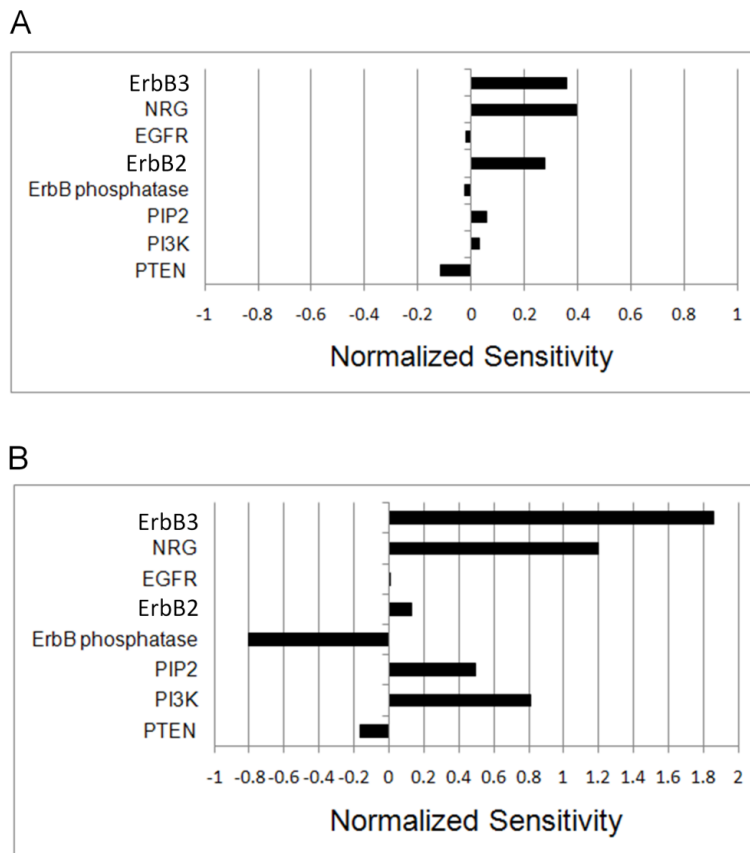 A
ErbB3
NRG
EGFR
ErbB2
ErbB phosphatase
PIP2
PI3K
PTEN
-1 -0.8 -0.6 -0.4 -0.2 0 0.2 0.4 0.6 0.8 1
Normalized Sensitivity
B
ErbB3
NRG
EGFR
ErbB2
ErbB phosphatase
PIP2
PI3K
PTEN
-1 -0.8 -0.6 -0.4 -0.2 0 0.2 0.4 0.6 0.8 1 1.2 1.4 1.6 1.8 2
Normalized Sensitivity